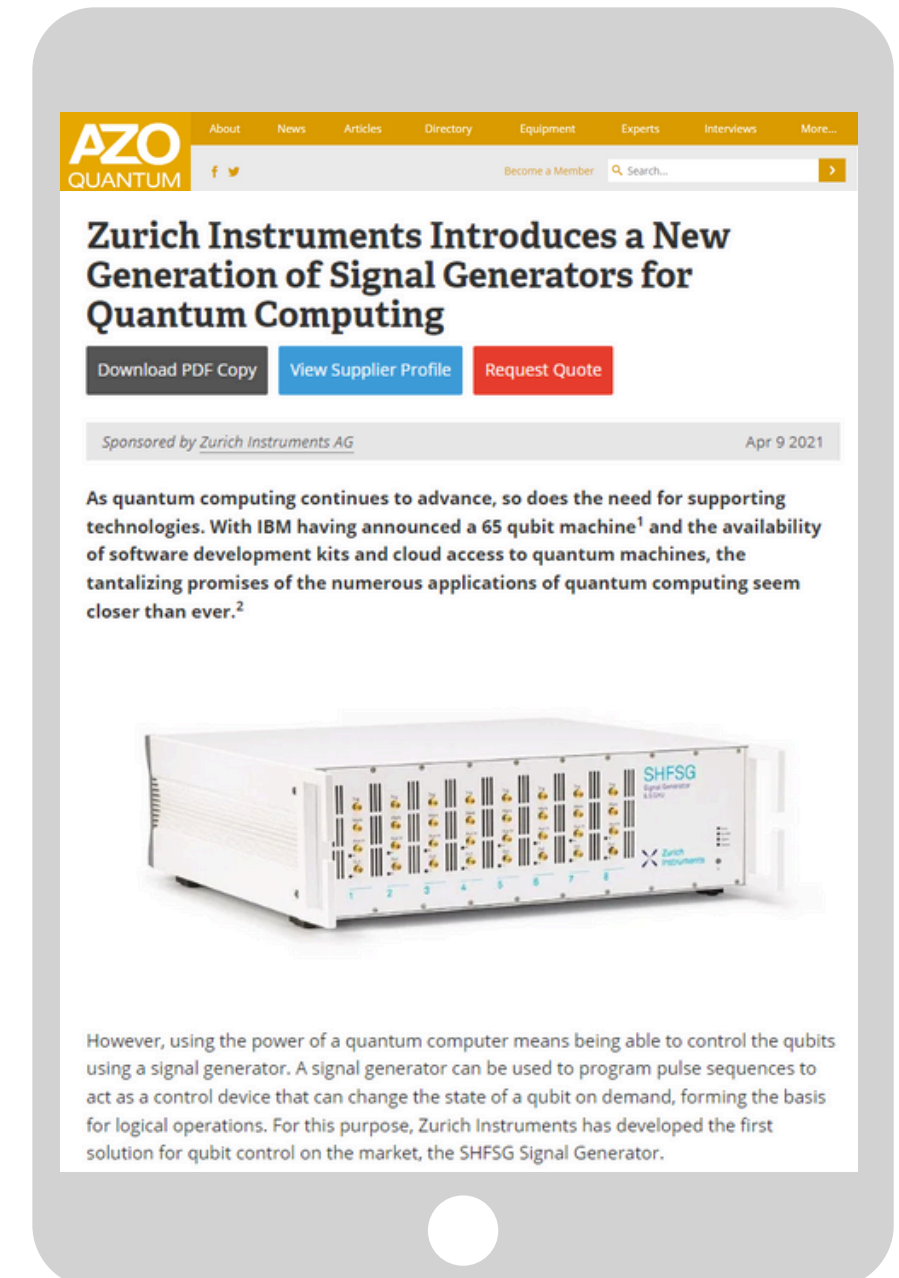 AZO
QUANTUM
About News Articles Directory Equipment Experts Interviews More...
Become a Member Search...
Zurich Instruments Introduces a New
Generation of Signal Generators for
Quantum Computing
Download PDF Copy View Supplier Profile Request Quote
Sponsored by Zurich Instruments AG Apr 9 2021
As quantum computing continues to advance, so does the need for supporting
technologies. With IBM having announced a 65 qubit machine¹ and the availability
of software development kits and cloud access to quantum machines, the
tantalizing promises of the numerous applications of quantum computing seem
closer than ever.²
SHFSG
Signal Generator
Zurich
Instruments
1 2 3 4 5 6 7 8
However, using the power of a quantum computer means being able to control the qubits
using a signal generator. A signal generator can be used to program pulse sequences to
act as a control device that can change the state of a qubit on demand, forming the basis
for logical operations. For this purpose, Zurich Instruments has developed the first
solution for qubit control on the market, the SHFSG Signal Generator.